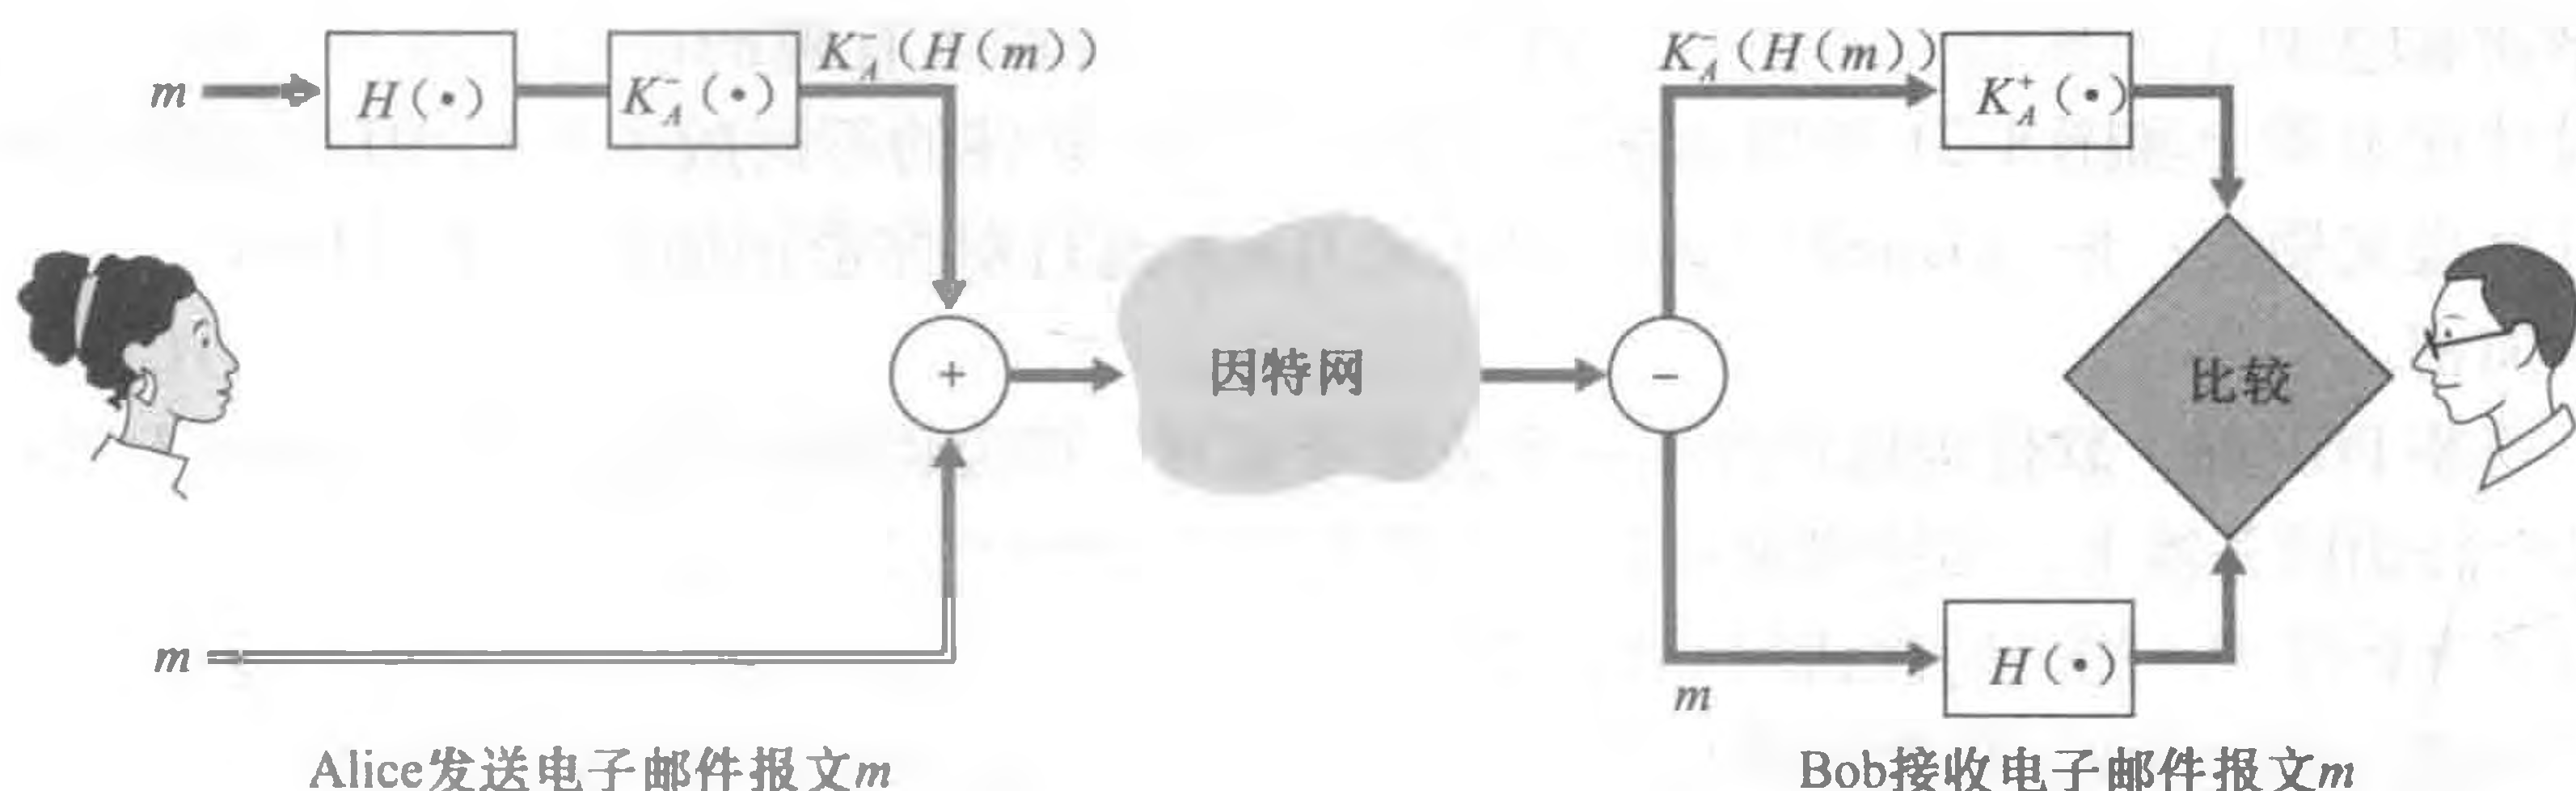 m
H(•)
K_A^-(•)
K_A^-(H(m))
K_A^-(H(m))
K_A^+(•)
+
因特网
−
比较
m
m
H(•)
Alice发送电子邮件报文m
Bob接收电子邮件报文m